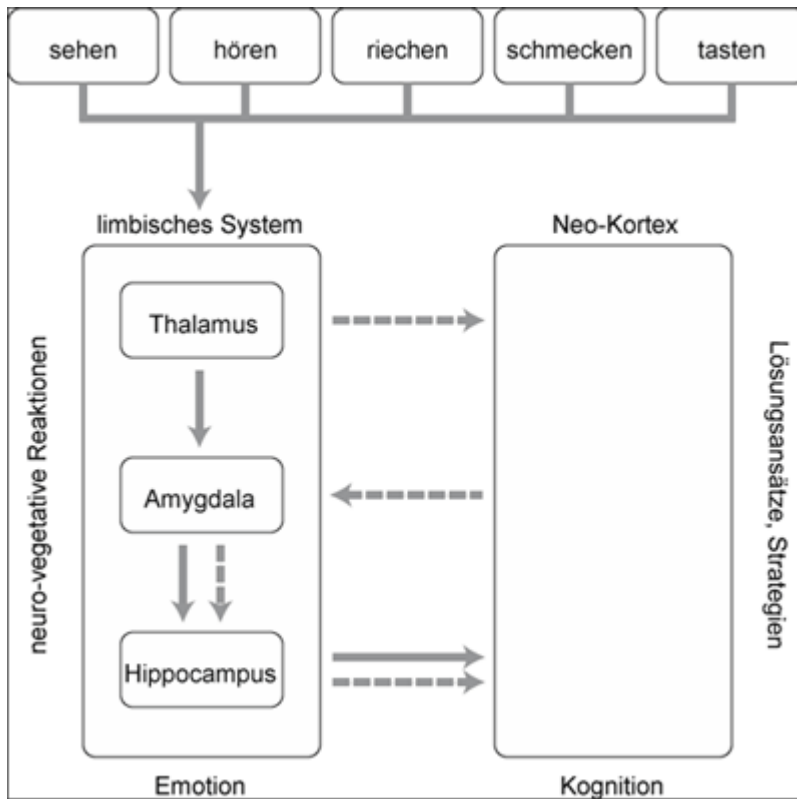 sehen
hören
riechen
schmecken
tasten
limbisches System
Neo-Kortex
Thalamus
neuro-vegetative Reaktionen
Lösungsansätze, Strategien
Amygdala
Hippocampus
Emotion
Kognition